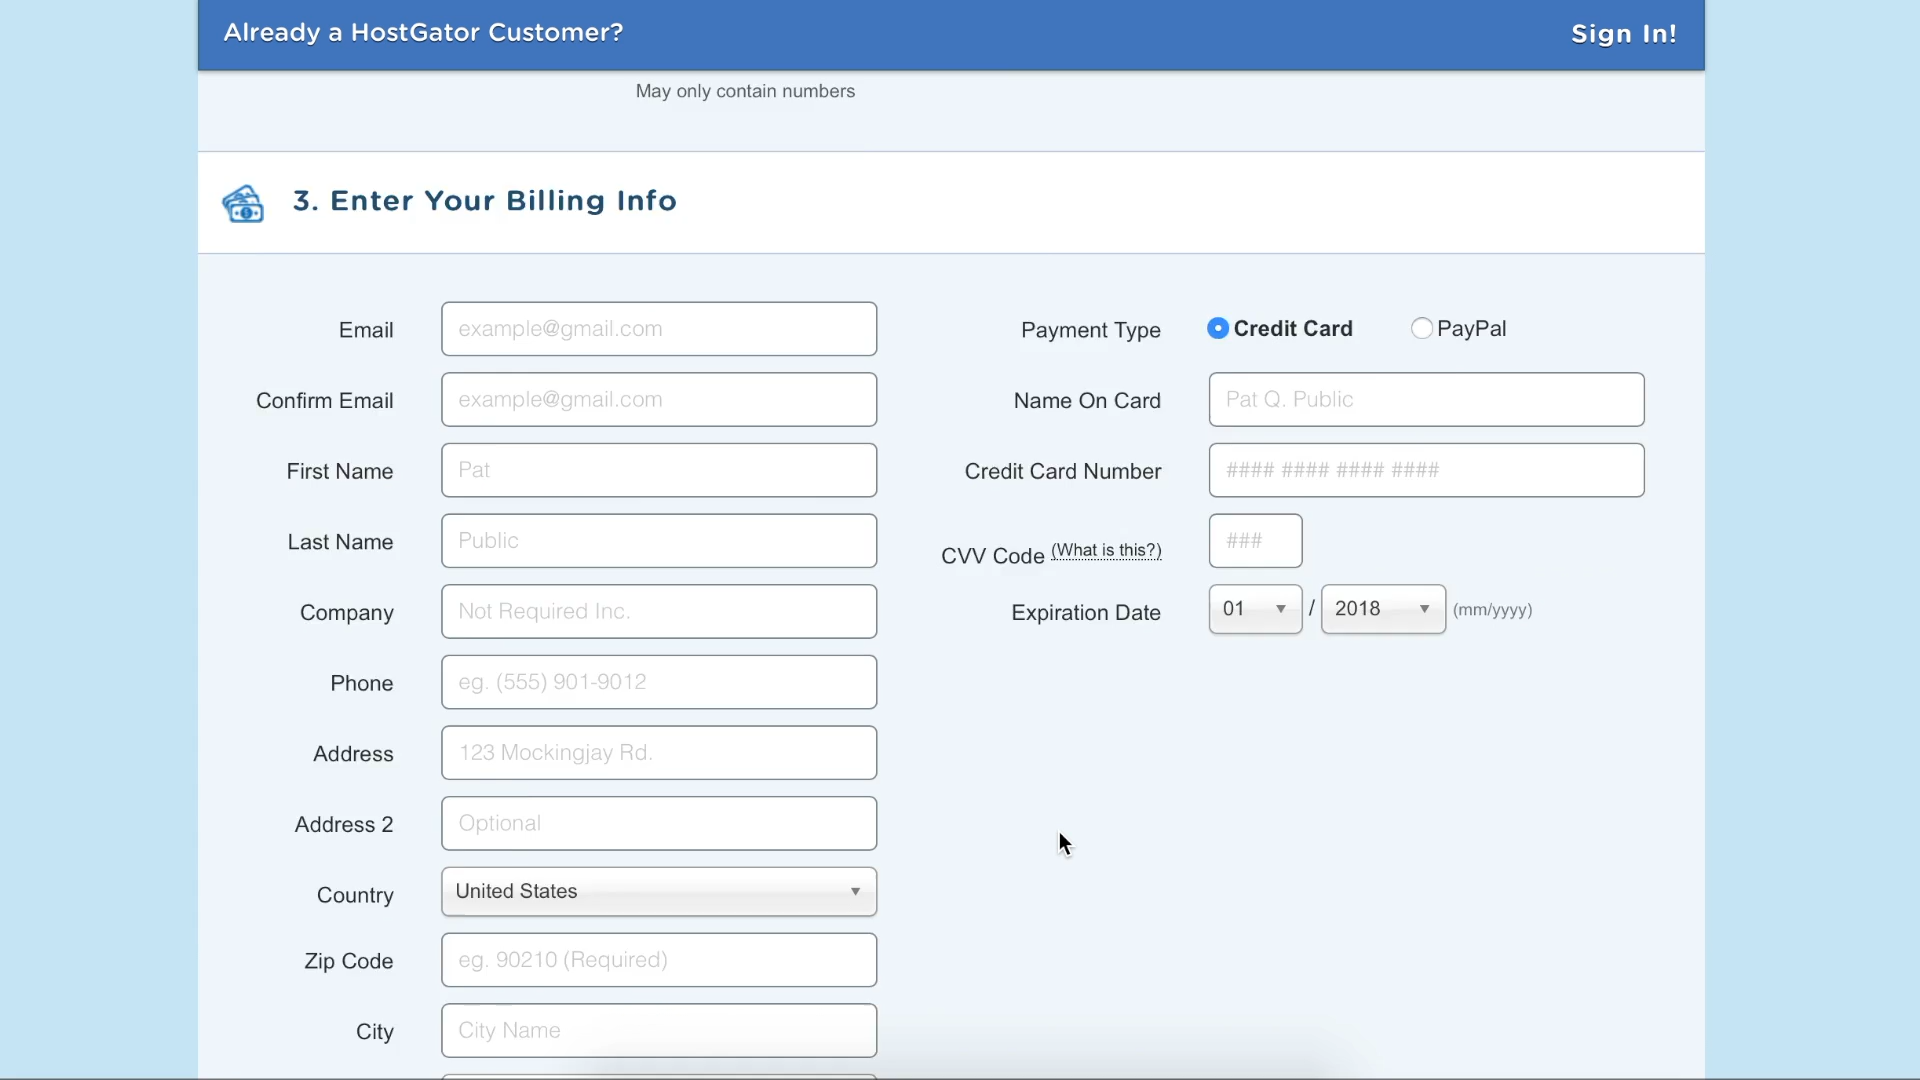 Already a HostGator Customer?
Sign In!
May only contain numbers
3. Enter Your Billing Info
Email
example@gmail.com
Confirm Email
example@gmail.com
First Name
Pat
Last Name
Public
Company
Not Required Inc.
Phone
eg. (555) 901-9012
Address
123 Mockingjay Rd.
Address 2
Optional
Country
United States
Zip Code
eg. 90210 (Required)
City
City Name
Payment Type
Credit Card
PayPal
Name On Card
Pat Q. Public
Credit Card Number
#### #### #### ####
CVV Code (What is this?)
###
Expiration Date
01 / 2018 (mm/yyyy)